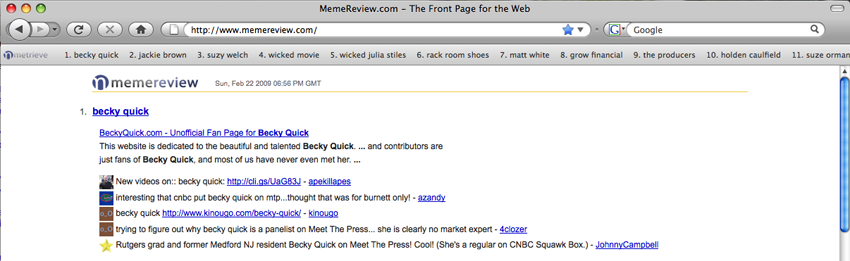 MemeReview.com - The Front Page for the Web
http://www.memereview.com/
Google
metrieve 1. becky quick 2. jackie brown 3. suzy welch 4. wicked movie 5. wicked julia stiles 6. rack room shoes 7. matt white 8. grow financial 9. the producers 10. holden caulfield 11. suze orman
memereview Sun, Feb 22 2009 06:56 PM GMT
1. becky quick
BeckyQuick.com - Unofficial Fan Page for Becky Quick
This website is dedicated to the beautiful and talented Becky Quick. ... and contributors are
just fans of Becky Quick, and most of us have never even met her. ...
New videos on:: becky quick: http://cli.gs/UaG83J - apekillapes
interesting that cnbc put becky quick on mtp...thought that was for burnett only! - azandy
o_O becky quick http://www.kinougo.com/becky-quick/ - kinougo
o_O trying to figure out why becky quick is a panelist on Meet The Press... she is clearly no market expert - 4clozer
Rutgers grad and former Medford NJ resident Becky Quick on Meet The Press! Cool! (She's a regular on CNBC Squawk Box.) - JohnnyCampbell